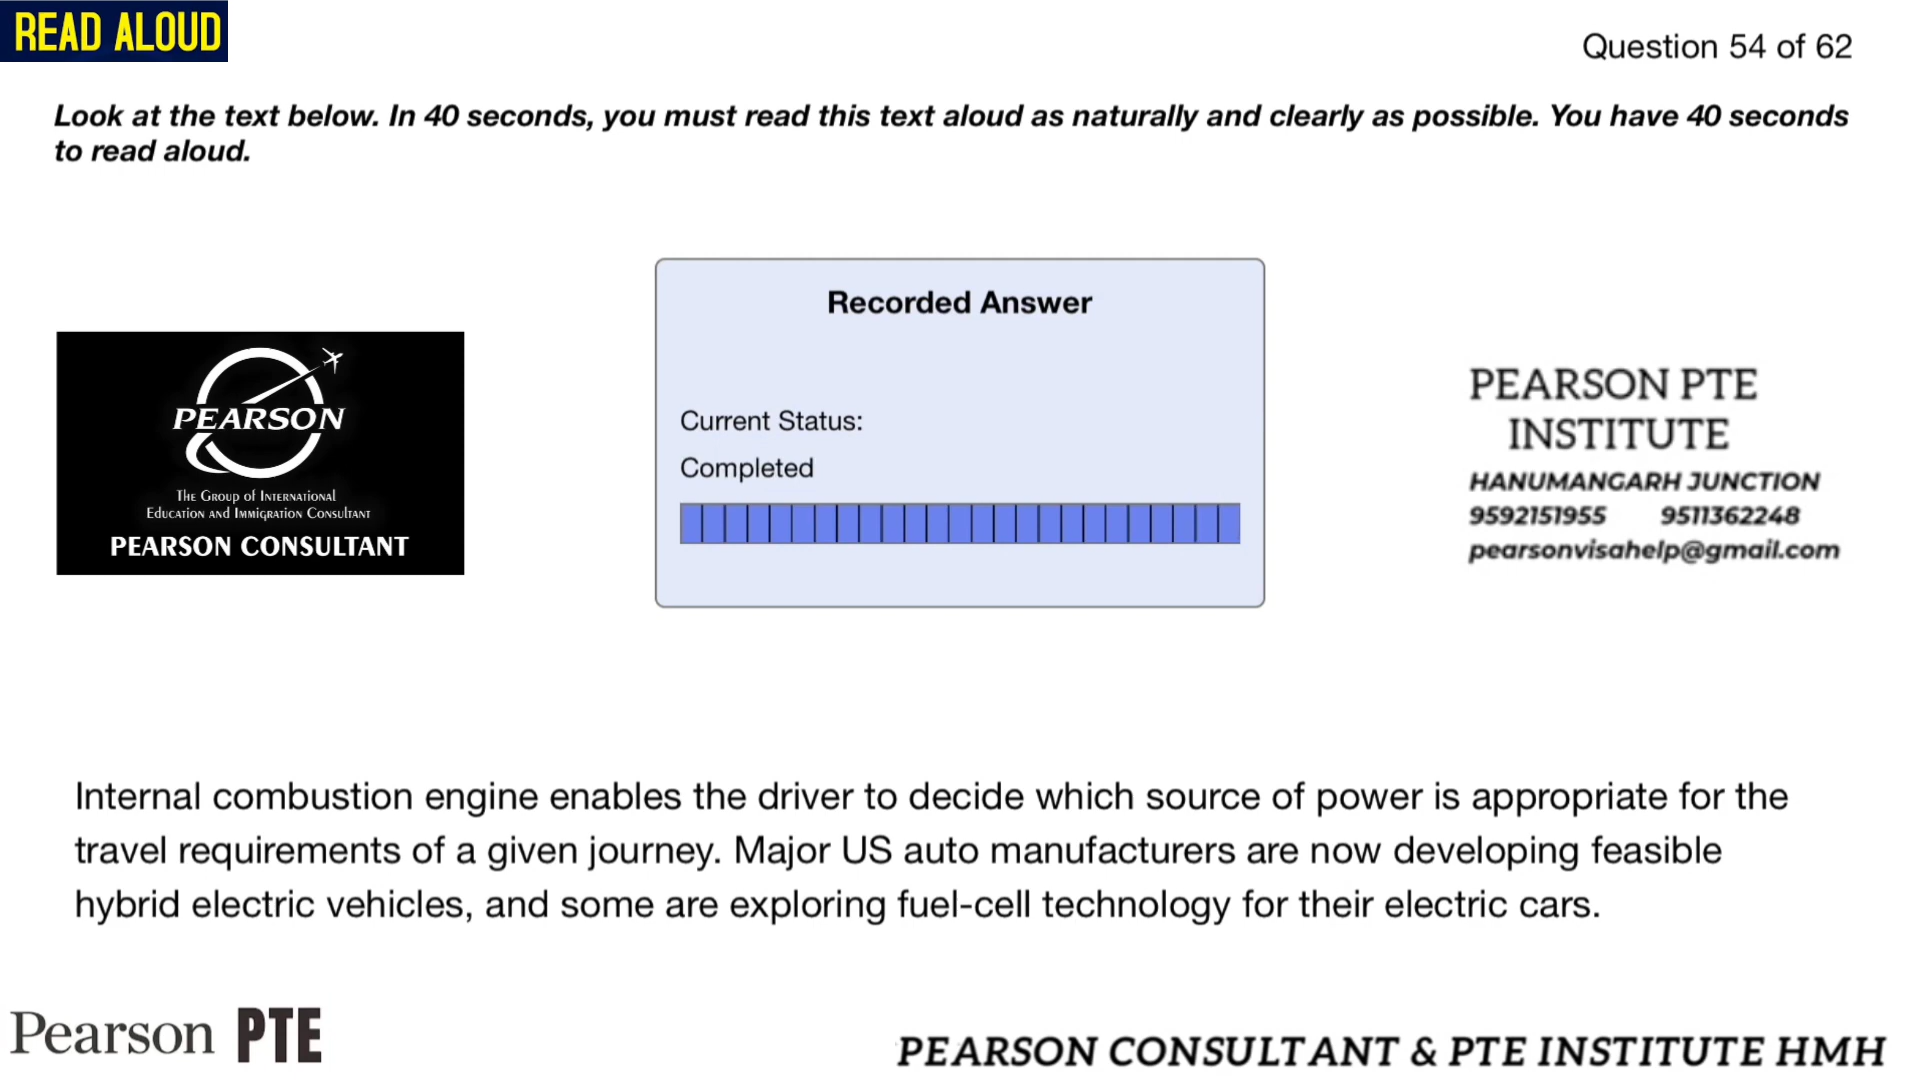 READ ALOUD
Question 54 of 62
Look at the text below. In 40 seconds, you must read this text aloud as naturally and clearly as possible. You have 40 seconds
to read aloud.
Recorded Answer
Current Status:
Completed
PEARSON
The Group of International
Education and Immigration Consultant
PEARSON CONSULTANT
PEARSON PTE
INSTITUTE
HANUMANGARH JUNCTION
9592151955 9511362248
pearsonvisahelp@gmail.com
Internal combustion engine enables the driver to decide which source of power is appropriate for the
travel requirements of a given journey. Major US auto manufacturers are now developing feasible
hybrid electric vehicles, and some are exploring fuel-cell technology for their electric cars.
Pearson PTE
PEARSON CONSULTANT & PTE INSTITUTE HMH